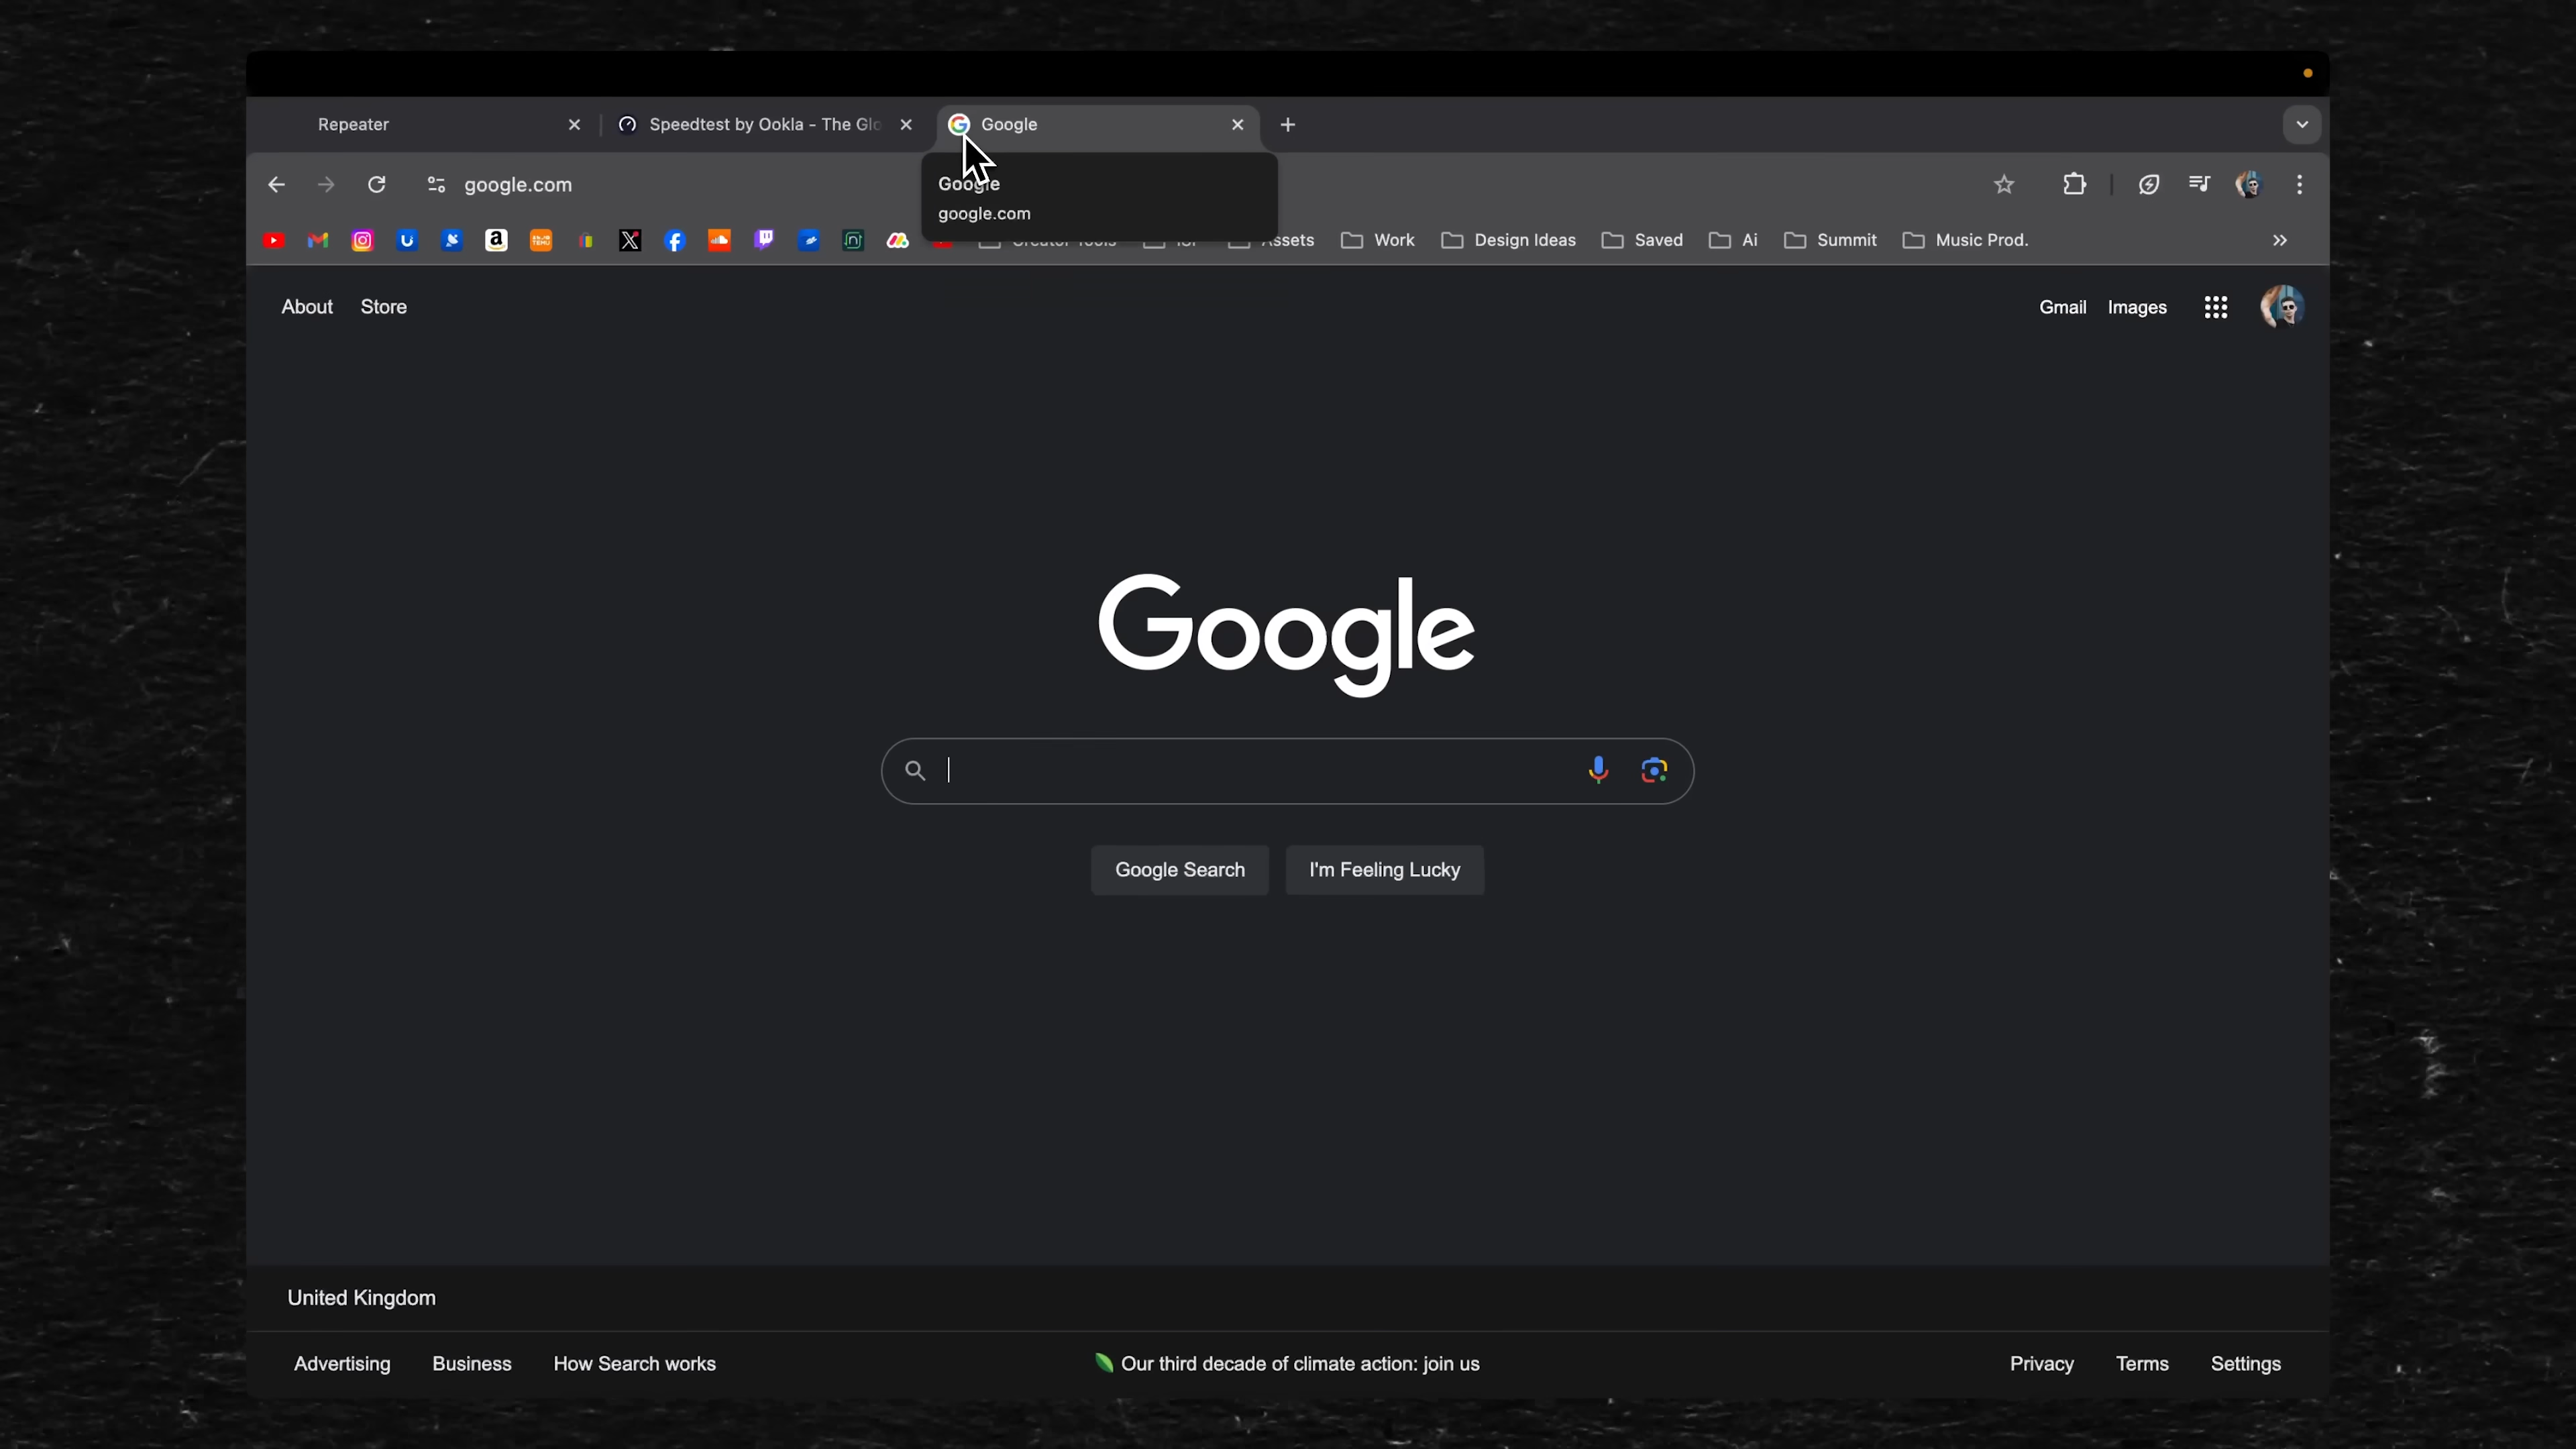 Repeater
Speedtest by Ookla - The Glo
Google
google.com
Google
google.com
Assets
Work
Design Ideas
Saved
Ai
Summit
Music Prod.
About
Store
Gmail
Images
Google
Google Search
I'm Feeling Lucky
United Kingdom
Advertising
Business
How Search works
Our third decade of climate action: join us
Privacy
Terms
Settings